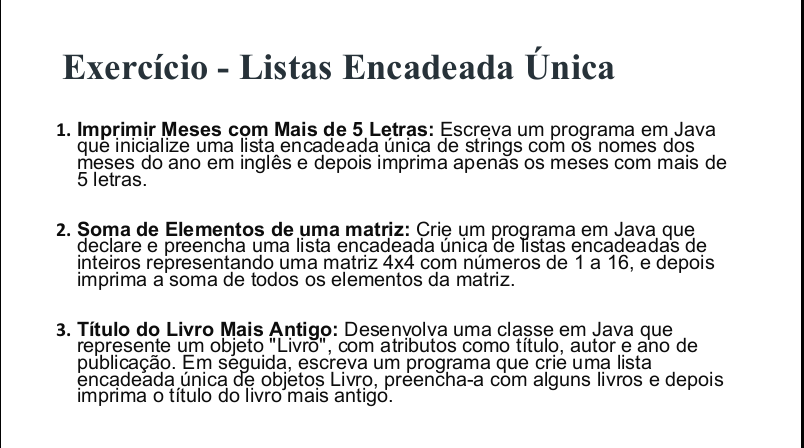 Exercício - Listas Encadeada Única
1. Imprimir Meses com Mais de 5 Letras: Escreva um programa em Java
que inicialize uma lista encadeada única de strings com os nomes dos
meses do ano em inglês e depois imprima apenas os meses com mais de
5 letras.
2. Soma de Elementos de uma matriz: Crie um programa em Java que
declare e preencha uma lista encadeada única de listas encadeadas de
inteiros representando uma matriz 4x4 com números de 1 a 16, e depois
imprima a soma de todos os elementos da matriz.
3. Título do Livro Mais Antigo: Desenvolva uma classe em Java que
represente um objeto "Livro", com atributos como título, autor e ano de
publicação. Em seguida, escreva um programa que crie uma lista
encadeada única de objetos Livro, preencha-a com alguns livros e depois
imprima o título do livro mais antigo.